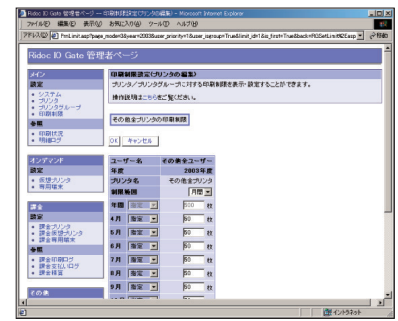 Ridoc IO Gate 管理者ページ -- 印刷制限設定(プリンタの編集) - Microsoft Internet Explorer
ファイル(F) 編集(E) 表示(V) お気に入り(A) ツール(T) ヘルプ(H)
アドレス(D) 移動
Ridoc IO Gate 管理者ページ
メイン
設定
システム
プリンタ
プリンタグループ
印刷制限
参照
印刷状況
明細ログ
オンデマンド
設定
仮想プリンタ
専用端末
課金
設定
課金プリンタ
課金仮想プリンタ
課金専用端末
参照
課金印刷ログ
課金支払いログ
課金精算
その他
印刷制限設定(プリンタの編集)
プリンタ/プリンタグループに対する印刷制限を表示・設定することができます。
操作説明はこちらをご覧ください。
その他全プリンタの印刷制限
OK キャンセル
ユーザー名 その他全ユーザー
年度 2003年度
プリンタ名 その他全プリンタ
制限範囲 月間
年間 指定 500 枚
4月 指定 50 枚
5月 指定 50 枚
6月 指定 50 枚
7月 指定 50 枚
8月 指定 50 枚
9月 指定 50 枚
イントラネット